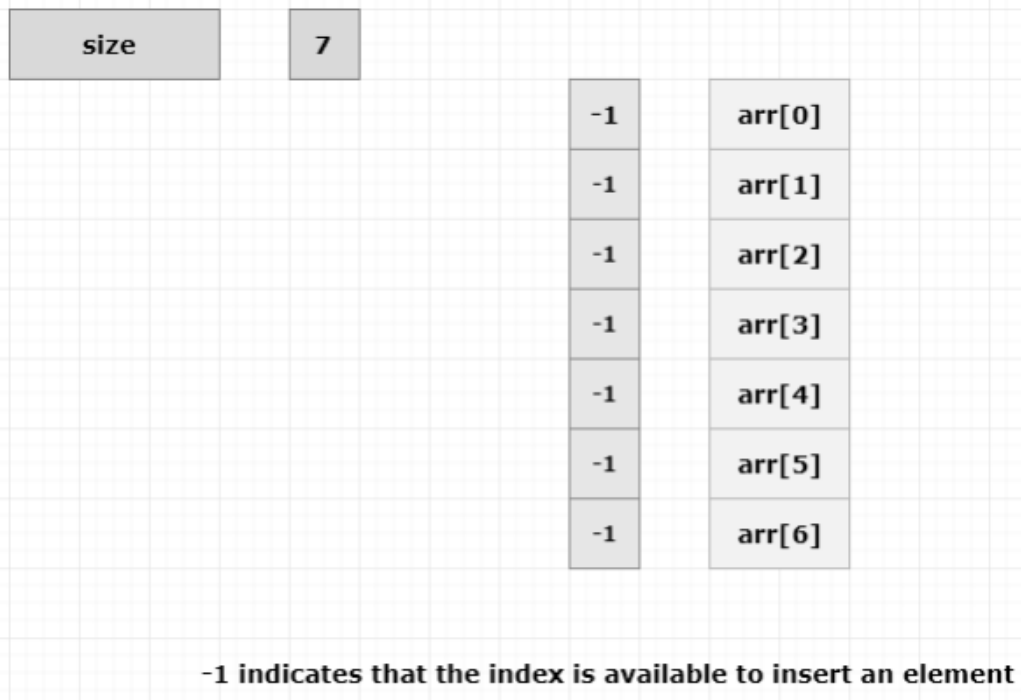 size 7
-1 arr[0]
-1 arr[1]
-1 arr[2]
-1 arr[3]
-1 arr[4]
-1 arr[5]
-1 arr[6]
-1 indicates that the index is available to insert an element